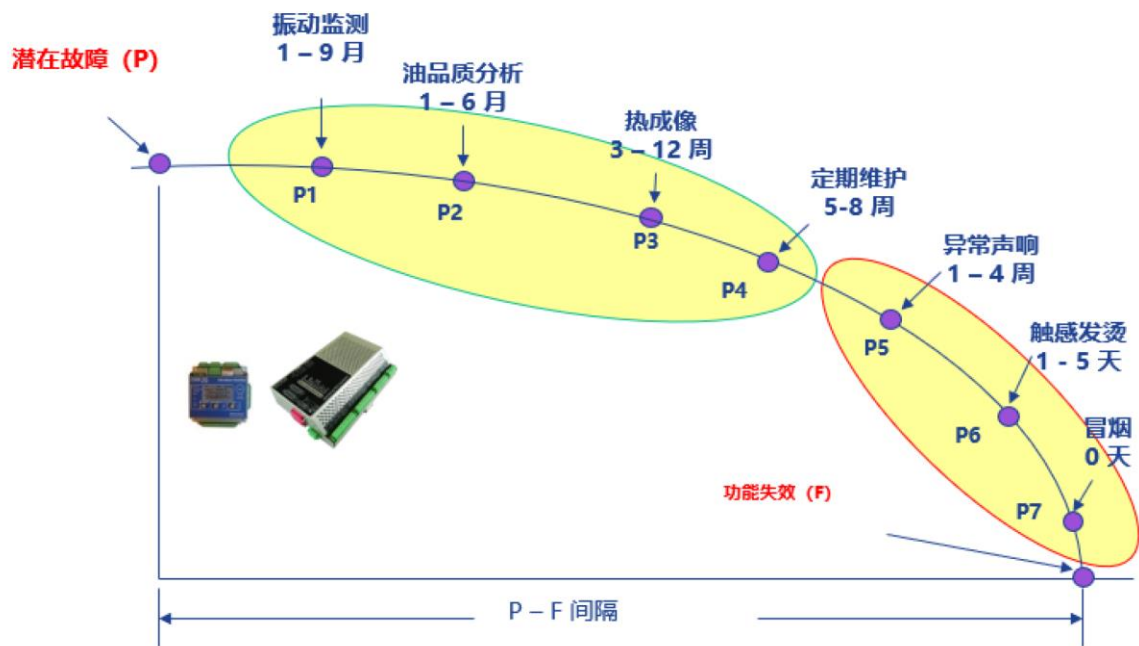 潜在故障（P）
振动监测
1 – 9 月
油品质分析
1 – 6 月
热成像
3 – 12 周
定期维护
5-8 周
异常声响
1 – 4 周
触感发烫
1 - 5 天
冒烟
0 天
P1
P2
P3
P4
P5
P6
P7
功能失效（F）
P – F 间隔